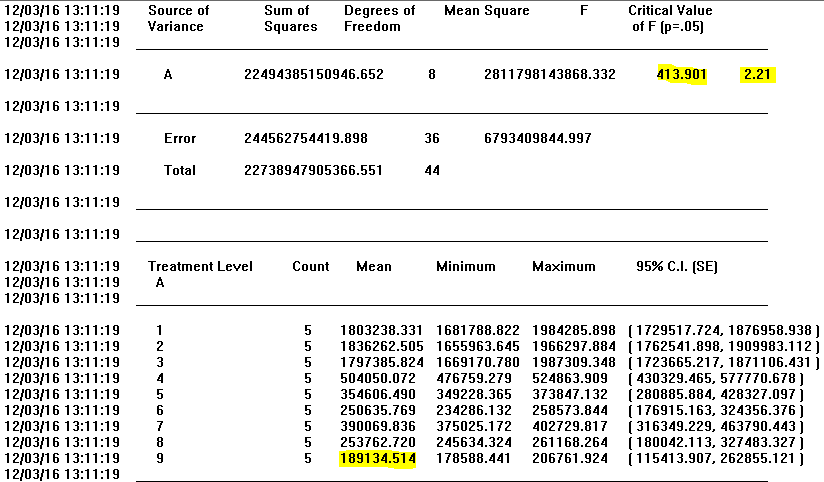 12/03/16 13:11:19 Source of Sum of Degrees of Mean Square F Critical Value
12/03/16 13:11:19 Variance Squares Freedom of F (p=.05)
12/03/16 13:11:19
12/03/16 13:11:19 A 22494385150946.652 8 2811798143868.332 413.901 2.21
12/03/16 13:11:19
12/03/16 13:11:19 Error 244562754419.898 36 6793409844.997
12/03/16 13:11:19 Total 22738947905366.551 44
12/03/16 13:11:19
12/03/16 13:11:19
12/03/16 13:11:19 Treatment Level Count Mean Minimum Maximum 95% C.I. (SE)
12/03/16 13:11:19 A
12/03/16 13:11:19
12/03/16 13:11:19 1 5 1803238.331 1681788.822 1984285.898 ( 1729517.724, 1876958.938 )
12/03/16 13:11:19 2 5 1836262.505 1655963.645 1966297.884 ( 1762541.898, 1909983.112 )
12/03/16 13:11:19 3 5 1797385.824 1669170.780 1987309.348 ( 1723665.217, 1871106.431 )
12/03/16 13:11:19 4 5 504050.072 476759.279 524863.909 ( 430329.465, 577770.678 )
12/03/16 13:11:19 5 5 354606.490 349228.365 373847.132 ( 280885.884, 428327.097 )
12/03/16 13:11:19 6 5 250635.769 234286.132 258573.844 ( 176915.163, 324356.376 )
12/03/16 13:11:19 7 5 390069.836 375025.172 402729.817 ( 316349.229, 463790.443 )
12/03/16 13:11:19 8 5 253762.720 245634.324 261168.264 ( 180042.113, 327483.327 )
12/03/16 13:11:19 9 5 189134.514 178588.441 206761.924 ( 115413.907, 262855.121 )
12/03/16 13:11:19